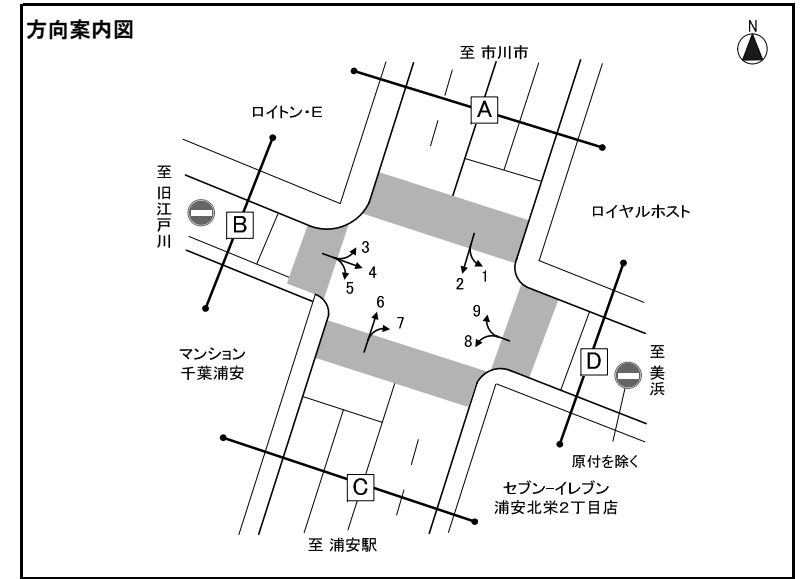 方向案内図
N
至 市川市
A
ロイトン・E
至旧江戸川
B
ロイヤルホスト
3
4
5
1
2
6
7
9
8
D
至美浜
マンション
千葉浦安
原付を除く
C
セブン-イレブン
浦安北栄2丁目店
至 浦安駅